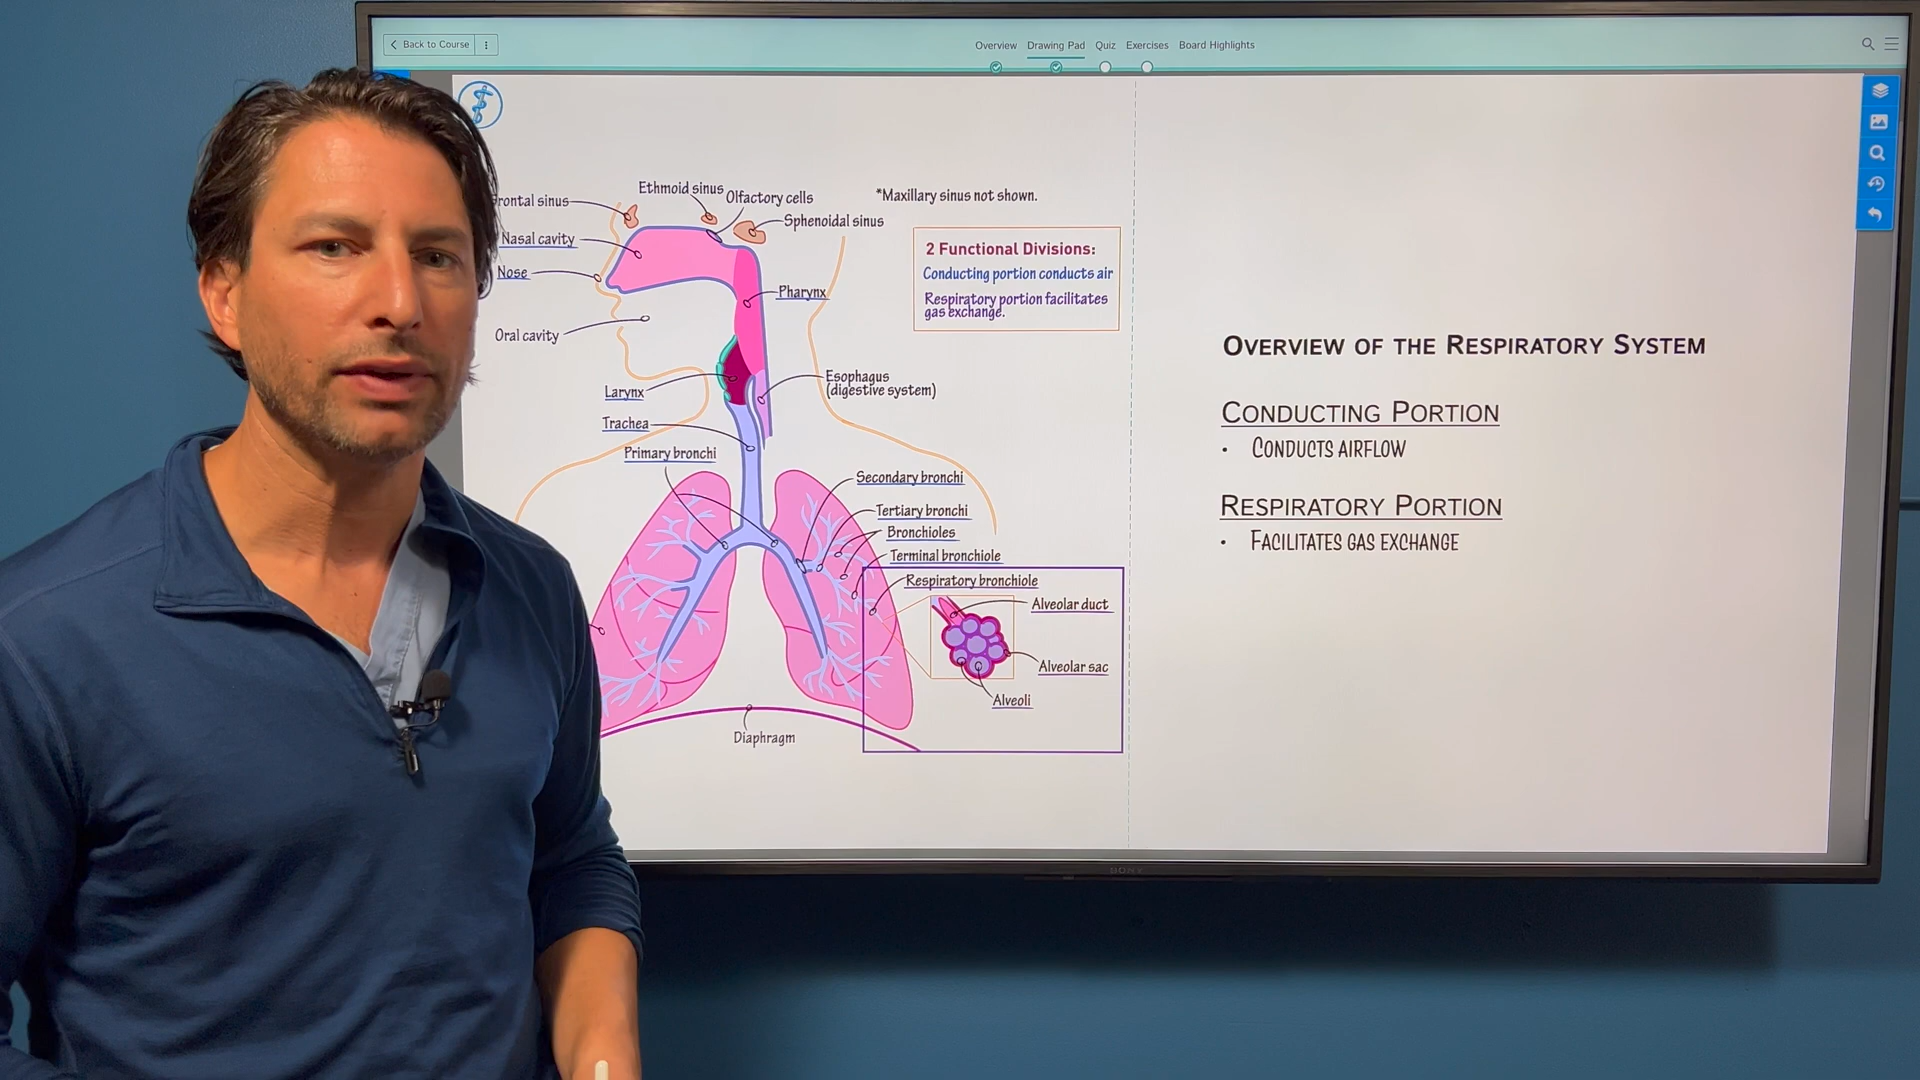 Back to Course
Overview
Drawing Pad
Quiz
Exercises
Board Highlights
Ethmoid sinus
Olfactory cells
*Maxillary sinus not shown.
rontal sinus
Sphenoidal sinus
Nasal cavity
Nose
Pharynx
Oral cavity
2 Functional Divisions:
Conducting portion conducts air
Respiratory portion facilitates
gas exchange.
Larynx
Esophagus
(digestive system)
Trachea
Primary bronchi
Secondary bronchi
Tertiary bronchi
Bronchioles
Terminal bronchiole
Respiratory bronchiole
Alveolar duct
Alveolar sac
Alveoli
Diaphragm
OVERVIEW OF THE RESPIRATORY SYSTEM
CONDUCTING PORTION
• CONDUCTS AIRFLOW
RESPIRATORY PORTION
• FACILITATES GAS EXCHANGE
SONY